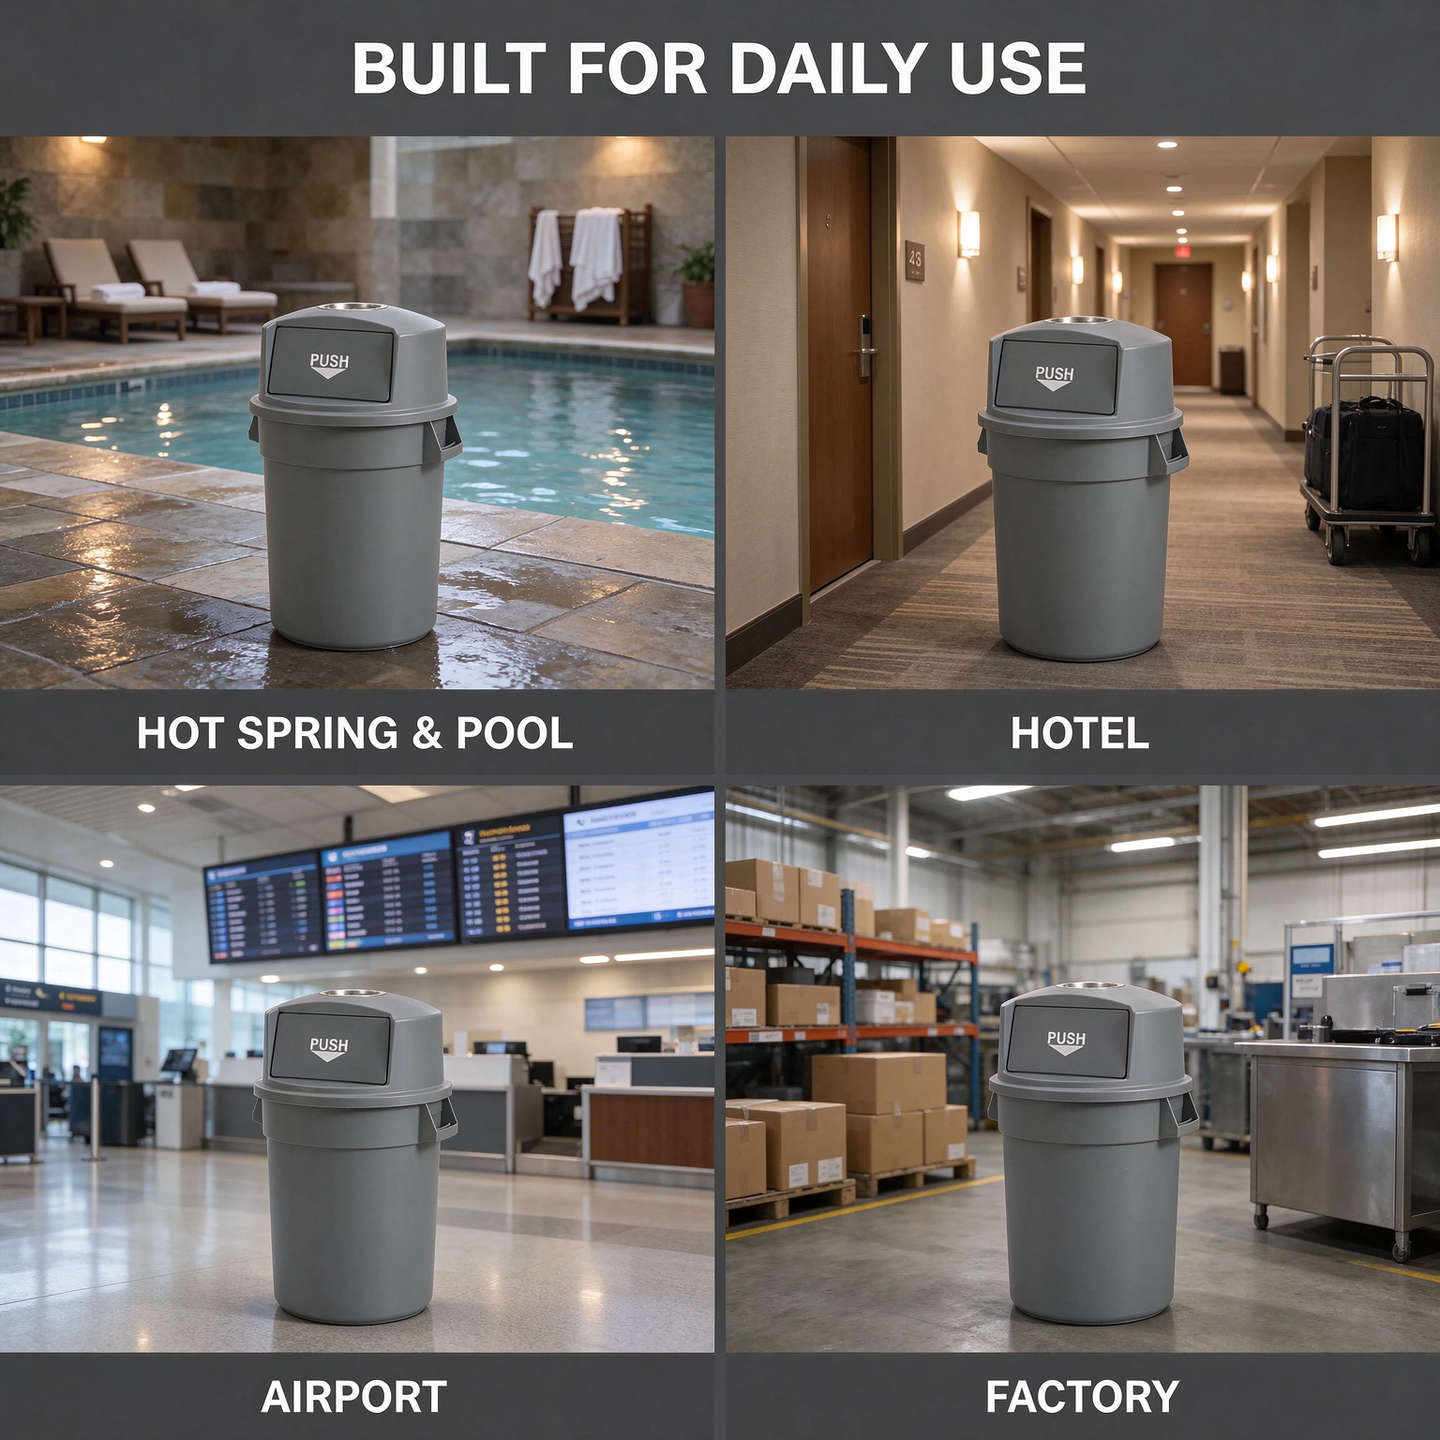 BUILT FOR DAILY USE
PUSH
PUSH
HOT SPRING & POOL
HOTEL
PUSH
PUSH
AIRPORT
FACTORY